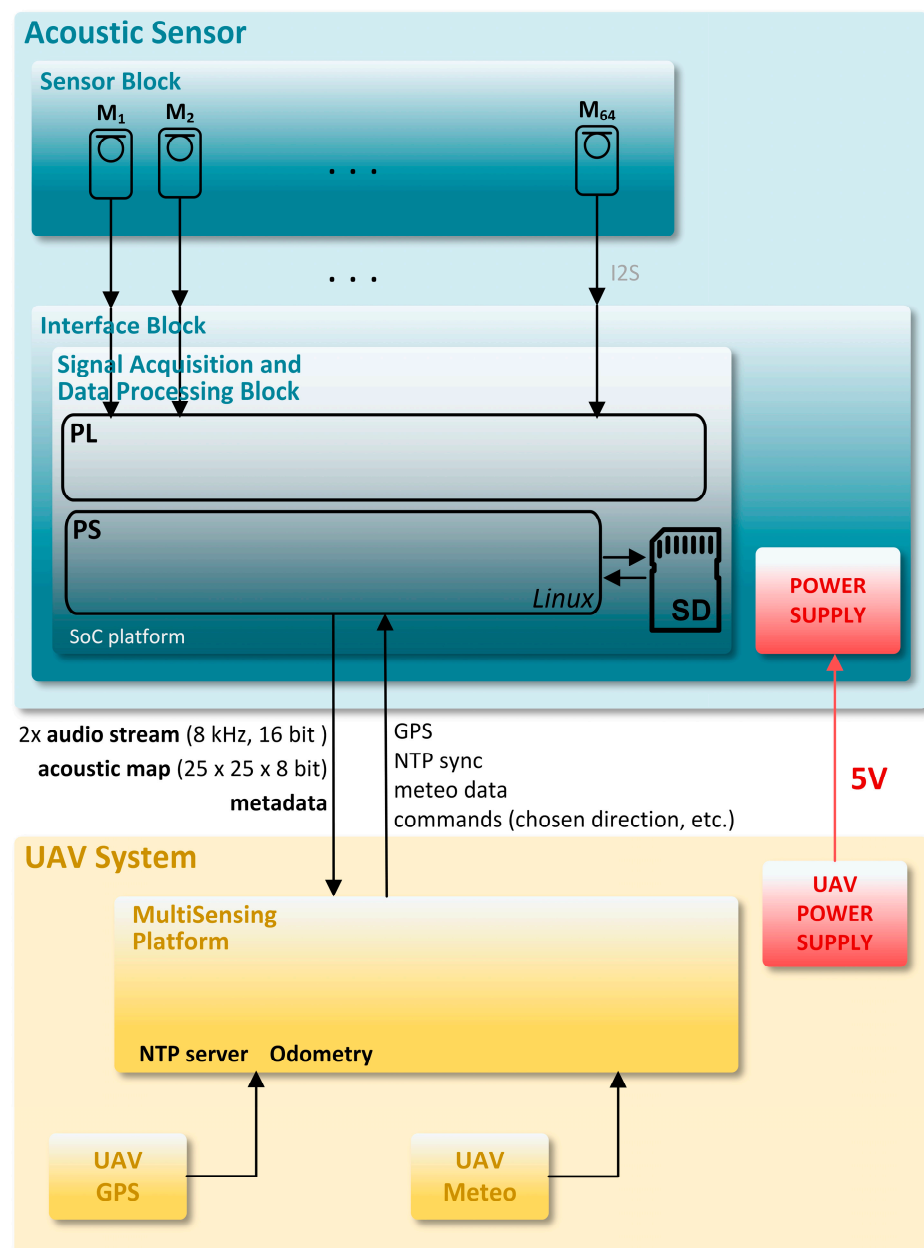 Acoustic Sensor
Sensor Block
M₁
M₂
M₆₄
. . .
. . .
I2S
Interface Block
Signal Acquisition and
Data Processing Block
PL
PS
Linux
SD
SoC platform
POWER
SUPPLY
2x audio stream (8 kHz, 16 bit )
acoustic map (25 x 25 x 8 bit)
metadata
GPS
NTP sync
meteo data
commands (chosen direction, etc.)
5V
UAV System
UAV
POWER
SUPPLY
MultiSensing
Platform
NTP server Odometry
UAV
GPS
UAV
Meteo